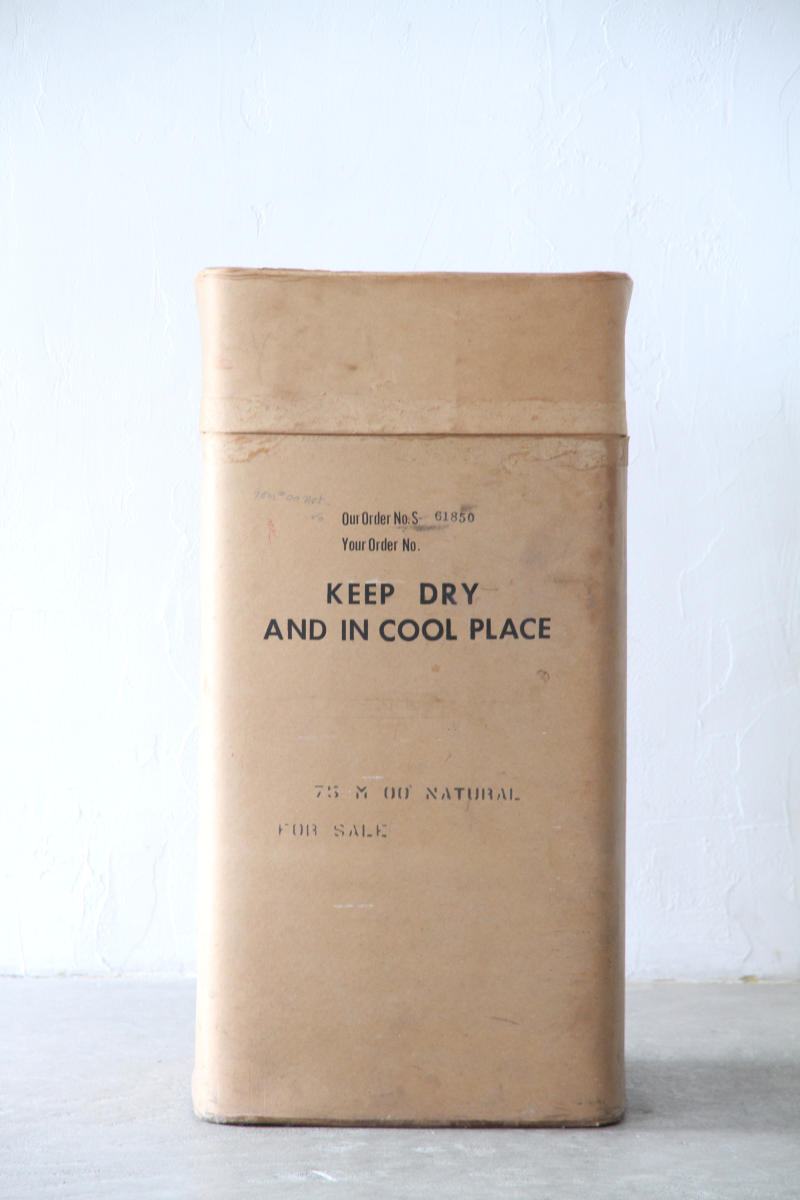 Our Order No. S- 61850
Your Order No.
KEEP DRY
AND IN COOL PLACE
75 M 00 NATURAL
FOR SALE